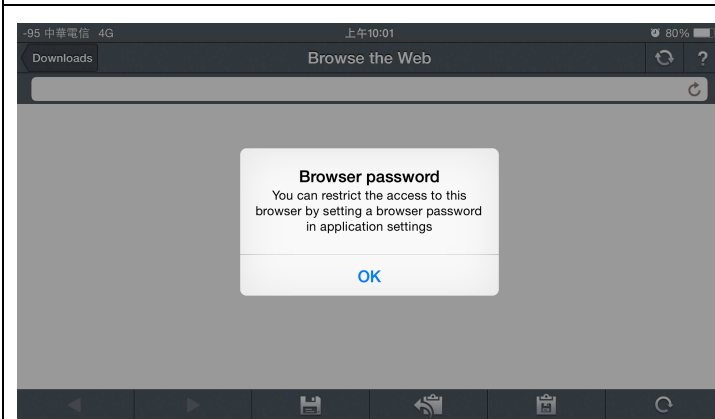 -95 中華電信 4G 上午10:01 80%
Downloads Browse the Web ?
Browser password
You can restrict the access to this
browser by setting a browser password
in application settings
OK